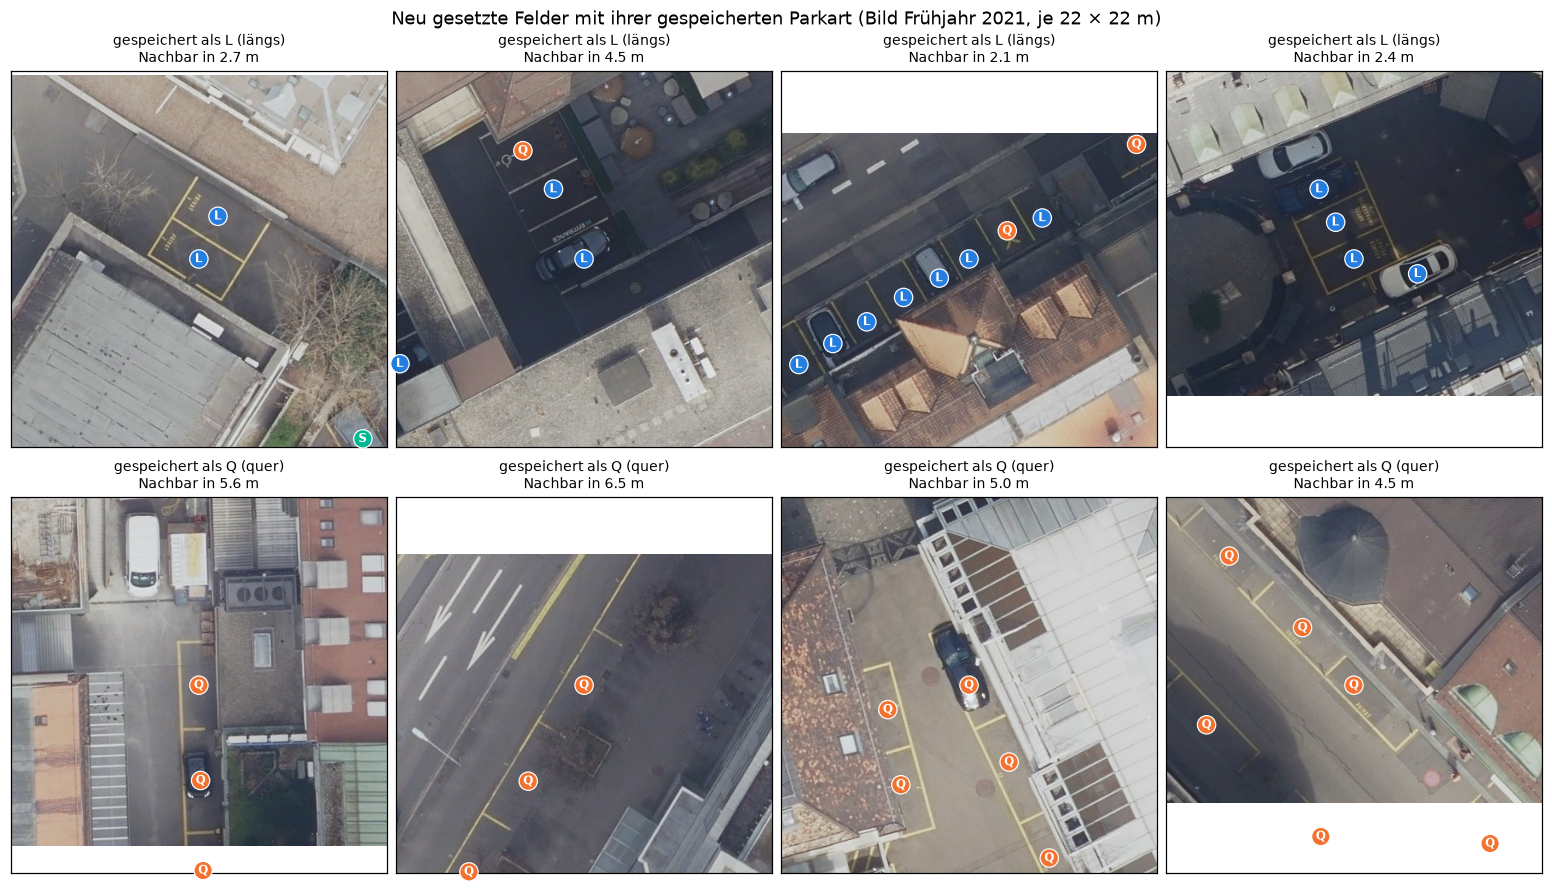 Neu gesetzte Felder mit ihrer gespeicherten Parkart (Bild Frühjahr 2021, je 22 × 22 m)
gespeichert als L (längs)
Nachbar in 2.7 m
L
L
S
gespeichert als L (längs)
Nachbar in 4.5 m
Q
L
ENTRANCE
L
L
gespeichert als L (längs)
Nachbar in 2.1 m
Q
L
Q
L
L
L
L
L
L
gespeichert als L (längs)
Nachbar in 2.4 m
L
L
L
L
gespeichert als Q (quer)
Nachbar in 5.6 m
Q
Q
Q
gespeichert als Q (quer)
Nachbar in 6.5 m
Q
Q
Q
gespeichert als Q (quer)
Nachbar in 5.0 m
Q
Q
Q
Q
Q
gespeichert als Q (quer)
Nachbar in 4.5 m
Q
Q
Q
Q
Q
Q